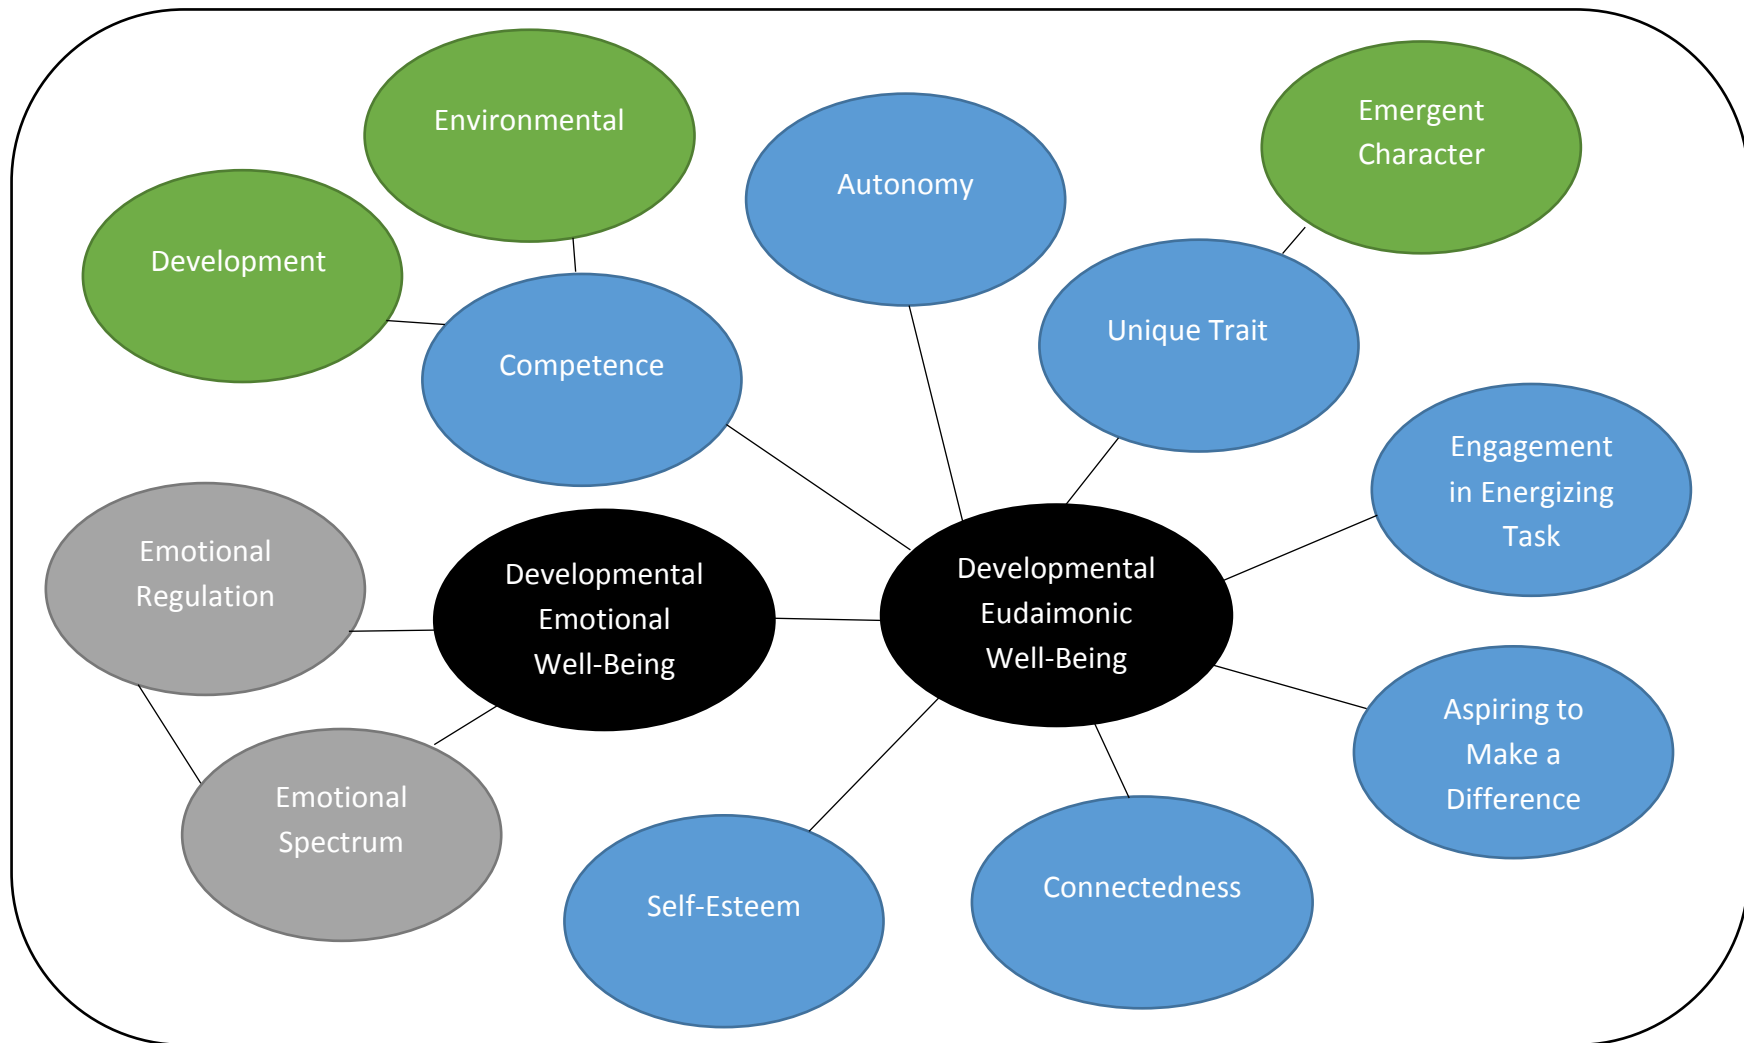 Environmental
Emergent
Character
Autonomy
Development
Unique Trait
Competence
Engagement
in Energizing
Task
Emotional
Regulation
Developmental
Emotional
Well-Being
Developmental
Eudaimonic
Well-Being
Aspiring to
Make a
Difference
Emotional
Spectrum
Self-Esteem
Connectedness